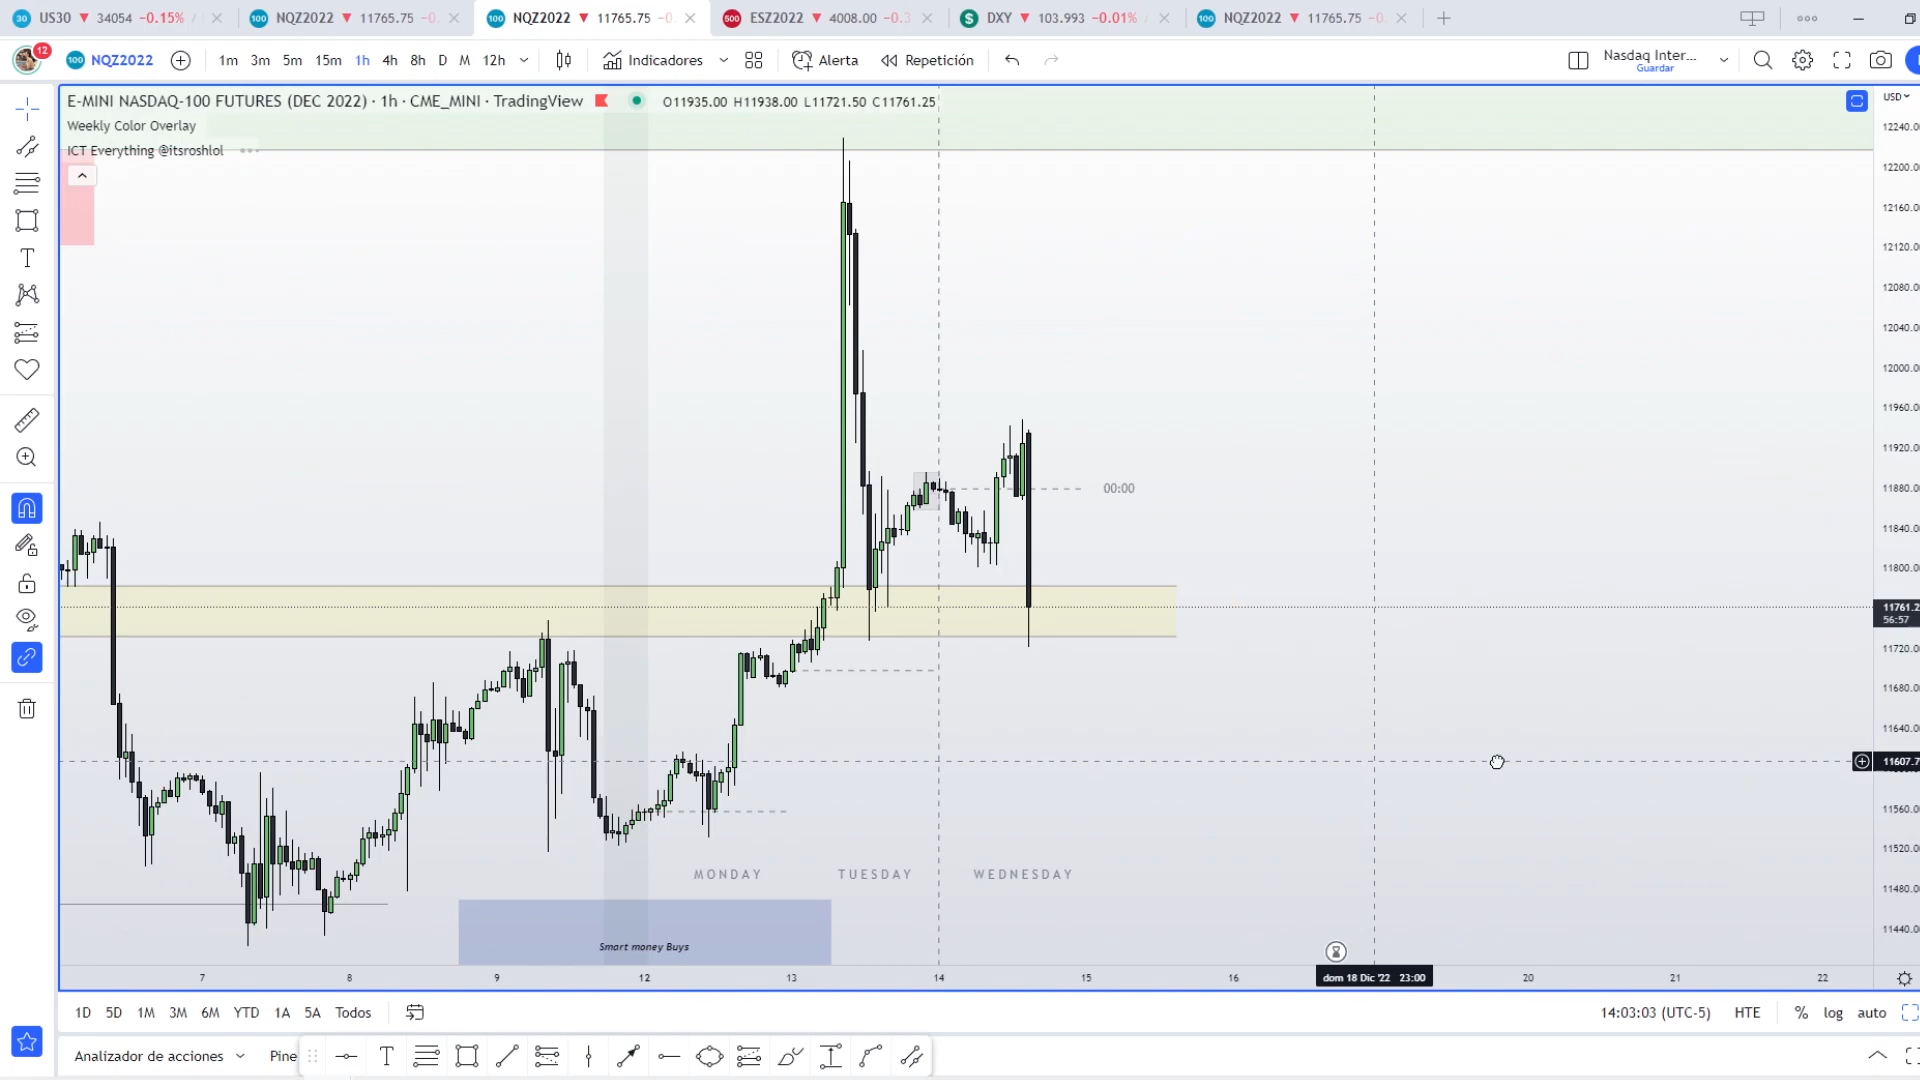 US30 ▼ 34054 −0.15%
NQZ2022 ▼ 11765.75 −0.
NQZ2022 ▼ 11765.75 −0.
ESZ2022 ▼ 4008.00 −0.3
DXY ▼ 103.993 −0.01%
NQZ2022 ▼ 11765.75 −0.
12 100 NQZ2022 1m 3m 5m 15m 1h 4h 8h D M 12h Indicadores Alerta Repetición Nasdaq Inter...
Guardar
E-MINI NASDAQ-100 FUTURES (DEC 2022) · 1h · CME_MINI · TradingView O11935.00 H11938.00 L11721.50 C11761.25
Weekly Color Overlay
ICT Everything @itsroshlol
USD
12240.0
12200.0
12160.0
12120.0
12080.0
12040.0
12000.0
11960.0
11920.0
11880.0
11840.0
11800.0
11761.2
56:57
11720.0
11680.0
11640.0
11607.7
11560.0
11520.0
11480.0
11440.0
00:00
MONDAY TUESDAY WEDNESDAY
Smart money Buys
7 8 9 12 13 14 15 16 dom 18 Dic '22 23:00 20 21 22
1D 5D 1M 3M 6M YTD 1A 5A Todos 14:03:03 (UTC-5) HTE % log auto
Analizador de acciones Pine